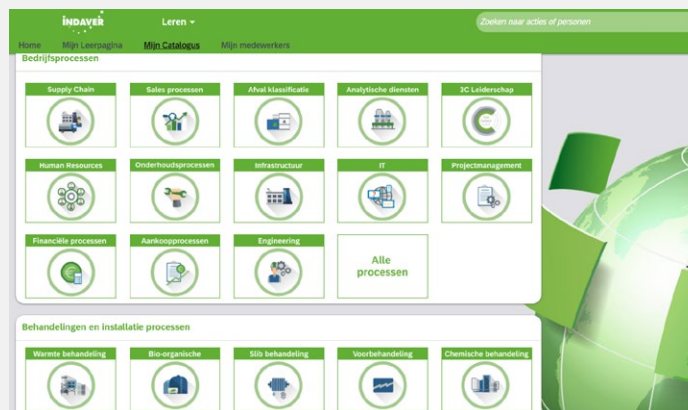 INDAVER
Leren
Zoeken naar acties of personen
Home Mijn Leerpagina Mijn Catalogus Mijn medewerkers
Bedrijfsprocessen
Supply Chain Sales processen Afval klassificatie Analytische diensten 3C Leiderschap
Human Resources Onderhoudsprocessen Infrastructuur IT Projectmanagement
Financiële processen Aankoopprocessen Engineering
Alle
processen
Behandelingen en installatie processen
Warmte behandeling Bio-organische Slib behandeling Voorbehandeling Chemische behandeling